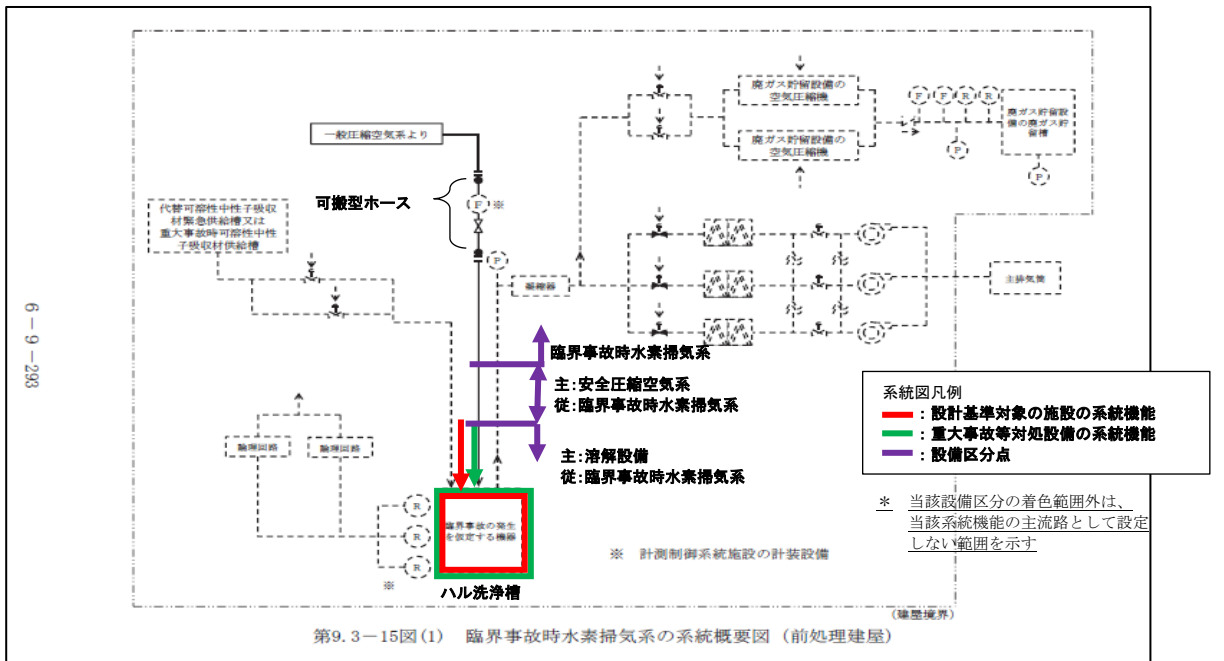 廃ガス貯留設備の
空気圧縮機
F F R R
廃ガス貯留設
備の廃ガス貯
留槽
一般圧縮空気系より
廃ガス貯留設備の
空気圧縮機
P
P
可搬型ホース
F ※
代替可溶性中性子吸収
材緊急供給槽又は
重大事故時可溶性中性
子吸収材供給槽
P
凝縮器
主排気筒
6－9－293
臨界事故時水素掃気系
主:安全圧縮空気系
従:臨界事故時水素掃気系
主:溶解設備
従:臨界事故時水素掃気系
系統図凡例
：設計基準対象の施設の系統機能
：重大事故等対処設備の系統機能
：設備区分点
論理回路
論理回路
R
R
R
※
臨界事故の発生
を仮定する機器
ハル洗浄槽
※ 計測制御系統施設の計装設備
* 当該設備区分の着色範囲外は、
当該系統機能の主流路として設定
しない範囲を示す
(建屋境界)
第9.3－15図(1) 臨界事故時水素掃気系の系統概要図（前処理建屋）